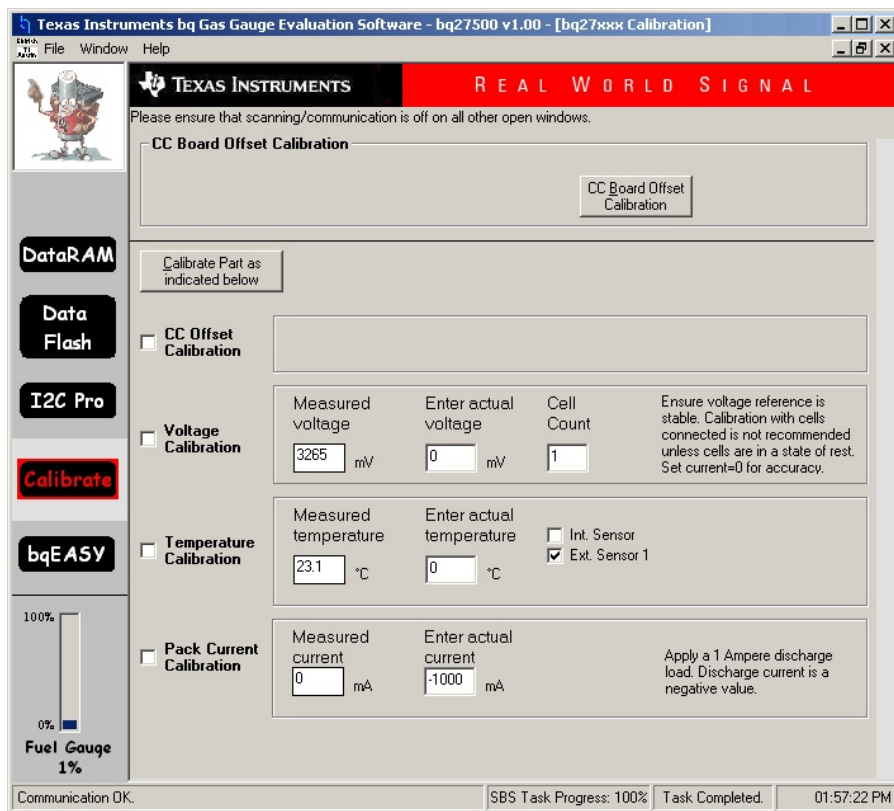 Texas Instruments bq Gas Gauge Evaluation Software - bq27500 v1.00 - [bq27xxx Calibration]
File Window Help
TEXAS INSTRUMENTS REAL WORLD SIGNAL
Please ensure that scanning/communication is off on all other open windows.
CC Board Offset Calibration
CC Board Offset
Calibration
DataRAM
Data
Flash
I2C Pro
Calibrate
bqEASY
100%
0%
Fuel Gauge
1%
Calibrate Part as
indicated below
CC Offset
Calibration
Voltage
Calibration
Measured
voltage
3265 mV
Enter actual
voltage
0 mV
Cell
Count
1
Ensure voltage reference is
stable. Calibration with cells
connected is not recommended
unless cells are in a state of rest.
Set current=0 for accuracy.
Temperature
Calibration
Measured
temperature
23.1 °C
Enter actual
temperature
0 °C
Int. Sensor
Ext. Sensor 1
Pack Current
Calibration
Measured
current
0 mA
Enter actual
current
-1000 mA
Apply a 1 Ampere discharge
load. Discharge current is a
negative value.
Communication OK. SBS Task Progress: 100% Task Completed. 01:57:22 PM